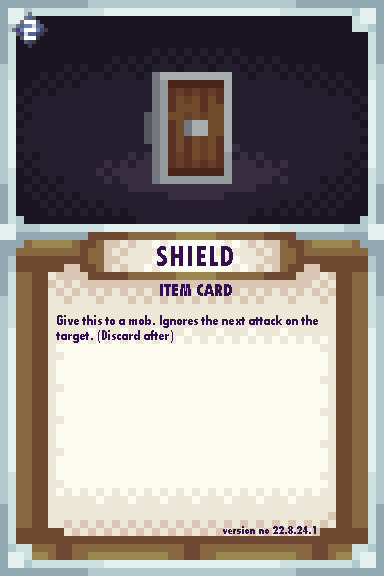 2
SHIELD
ITEM CARD
Give this to a mob. Ignores the next attack on the
target. (Discard after)
version no 22.8.24.1